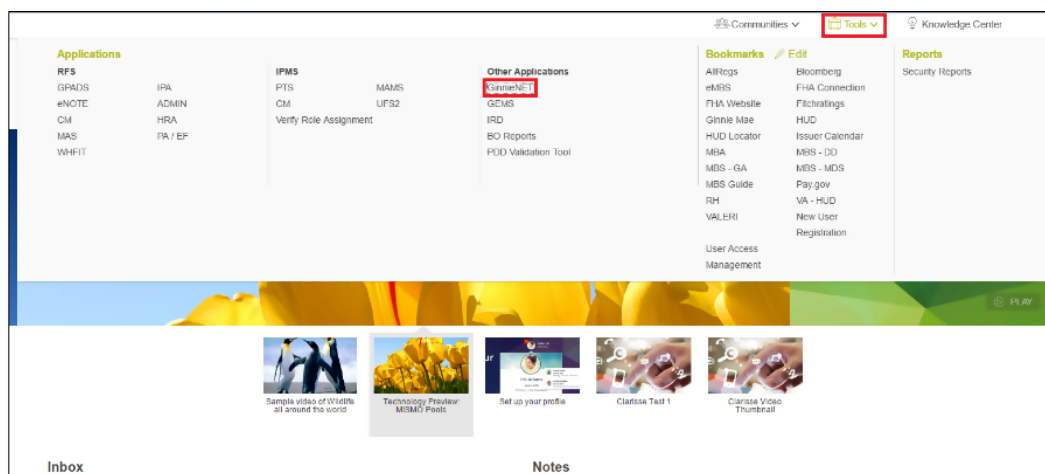 Communities
Tools
Knowledge Center
Applications
RFS
GPADS
eNOTE
CM
MAS
WHFIT
IPA
ADMIN
HRA
PA / EF
IPMS
PTS
CM
Verify Role Assignment
MAMS
UFS2
Other Applications
GinnieNET
GEMS
IRD
BO Reports
PDD Validation Tool
Bookmarks Edit
AllRegs
eMBS
FHA Website
Ginnie Mae
HUD Locator
MBA
MBS - GA
MBS Guide
RH
VALERI
User Access
Management
Bloomberg
FHA Connection
Fitchratings
HUD
Issuer Calendar
MBS - DD
MBS - MDS
Pay.gov
VA - HUD
New User
Registration
Reports
Security Reports
PLAY
Sample video of Wildlife
all around the world
Technology Preview:
MISMO Pools
Set up your profile
Clarisse Test 1
Clarisse Video
Thumbnail
Inbox
Notes